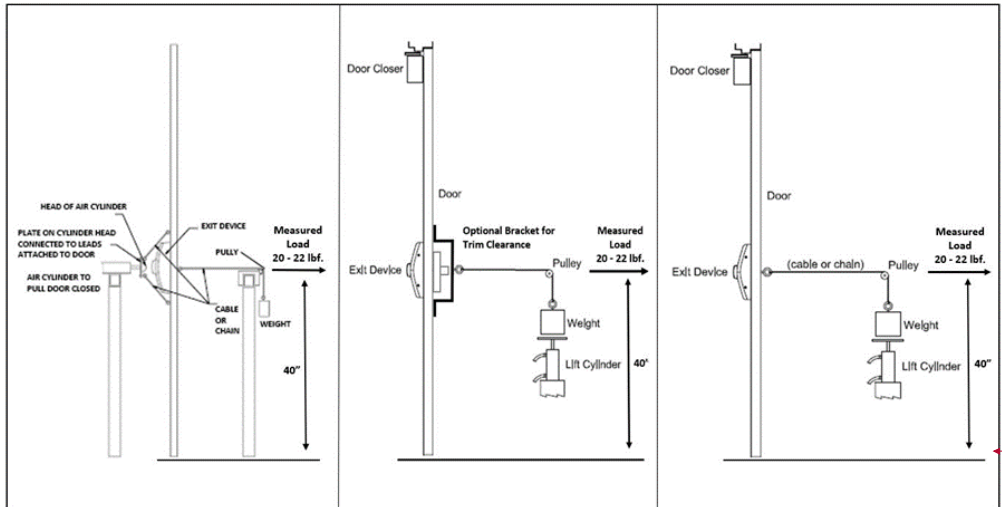 HEAD OF AIR CYLINDER
PLATE ON CYLINDER HEAD
CONNECTED TO LEADS
ATTACHED TO DOOR
AIR CYLINDER TO
PULL DOOR CLOSED
EXIT DEVICE
PULLY
CABLE
OR
CHAIN
WEIGHT
Measured
Load
20 - 22 lbf.
40"
Door Closer
Door
Optional Bracket for
Trim Clearance
Exit Device
Pulley
Measured
Load
20 - 22 lbf.
Weight
Lift Cylinder
40"
Door Closer
Door
Exit Device
(cable or chain)
Pulley
Measured
Load
20 - 22 lbf.
Weight
Lift Cylinder
40"